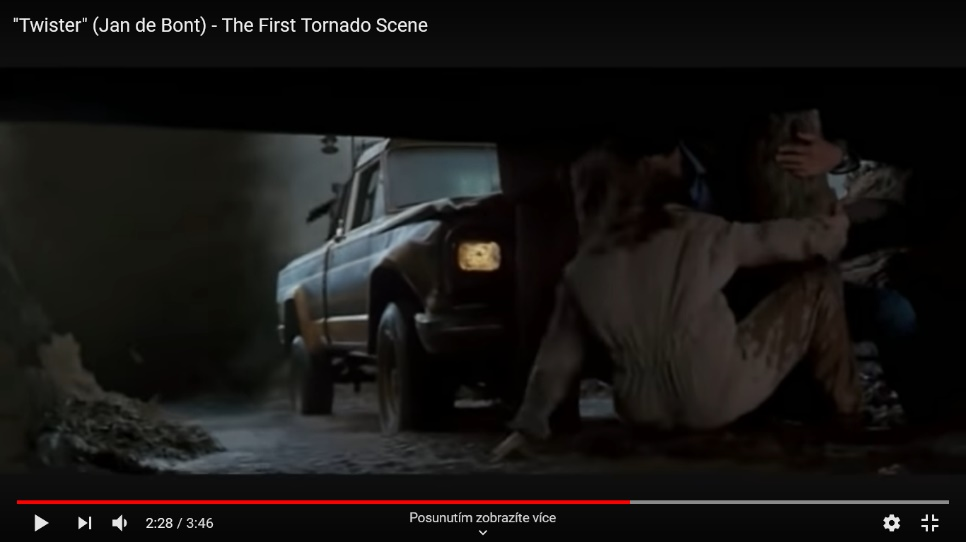 "Twister" (Jan de Bont) - The First Tornado Scene
2:28 / 3:46
Posunutím zobrazíte více